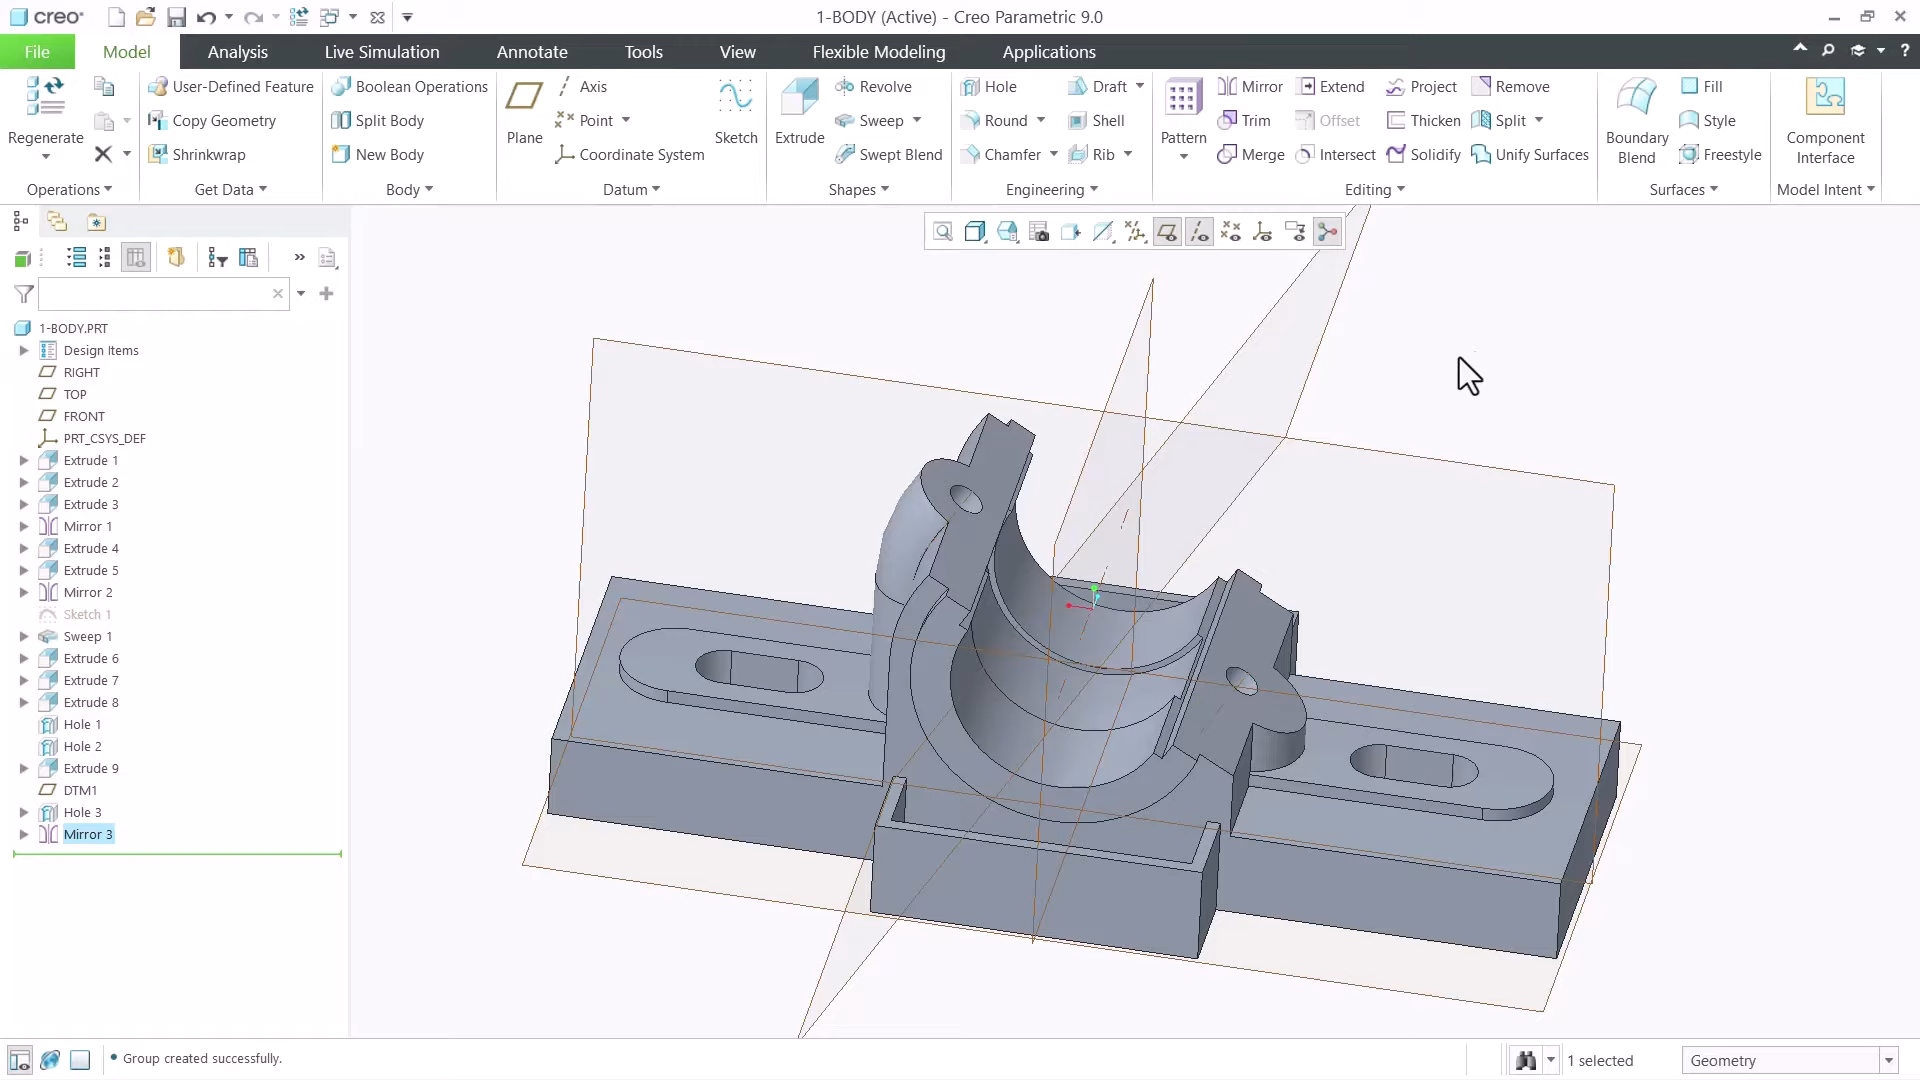 creo
1-BODY (Active) - Creo Parametric 9.0
File Model Analysis Live Simulation Annotate Tools View Flexible Modeling Applications
Regenerate
User-Defined Feature
Copy Geometry
Shrinkwrap
Boolean Operations
Split Body
New Body
Plane
Axis
Point
Coordinate System
Sketch
Extrude
Revolve
Sweep
Swept Blend
Hole
Round
Chamfer
Draft
Shell
Rib
Pattern
Mirror
Trim
Merge
Extend
Offset
Intersect
Project
Thicken
Solidify
Remove
Split
Unify Surfaces
Boundary
Blend
Fill
Style
Freestyle
Component
Interface
Operations Get Data Body Datum Shapes Engineering Editing Surfaces Model Intent
1-BODY.PRT
Design Items
RIGHT
TOP
FRONT
PRT_CSYS_DEF
Extrude 1
Extrude 2
Extrude 3
Mirror 1
Extrude 4
Extrude 5
Mirror 2
Sketch 1
Sweep 1
Extrude 6
Extrude 7
Extrude 8
Hole 1
Hole 2
Extrude 9
DTM1
Hole 3
Mirror 3
• Group created successfully.
1 selected
Geometry